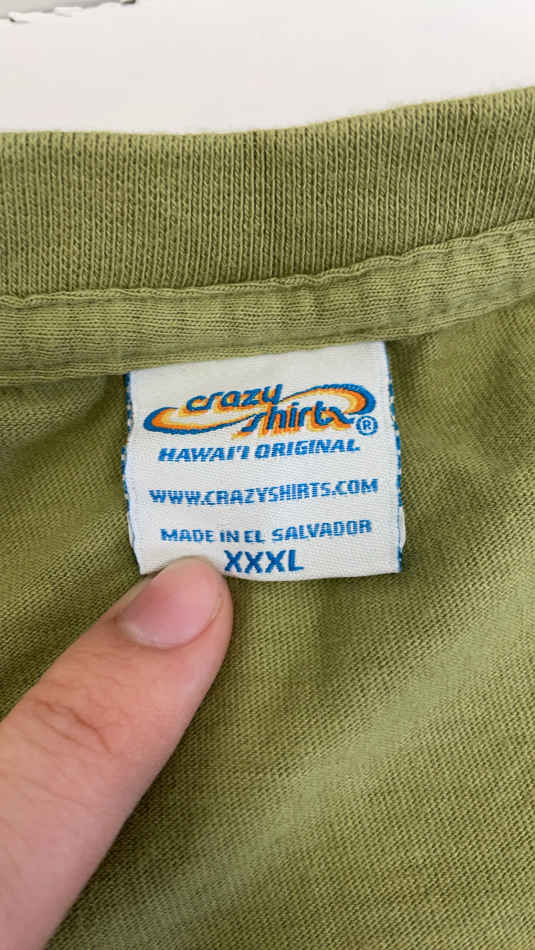 crazy
shirts
®
HAWAI'I ORIGINAL
WWW.CRAZYSHIRTS.COM
MADE IN EL SALVADOR
XXXL